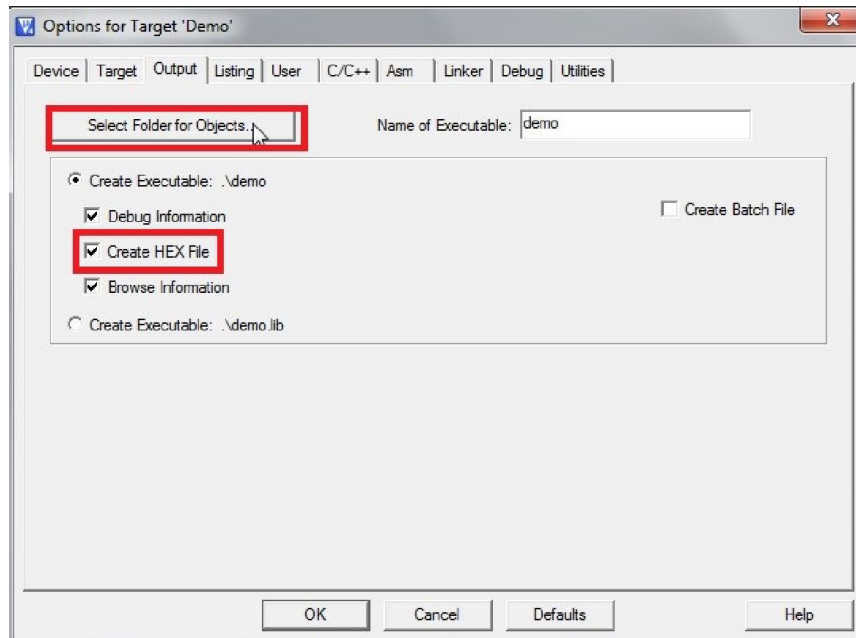 Options for Target 'Demo'
Device Target Output Listing User C/C++ Asm Linker Debug Utilities
Select Folder for Objects... Name of Executable: demo
Create Executable: .\demo
Debug Information Create Batch File
Create HEX File
Browse Information
Create Executable: .\demo.lib
OK Cancel Defaults Help